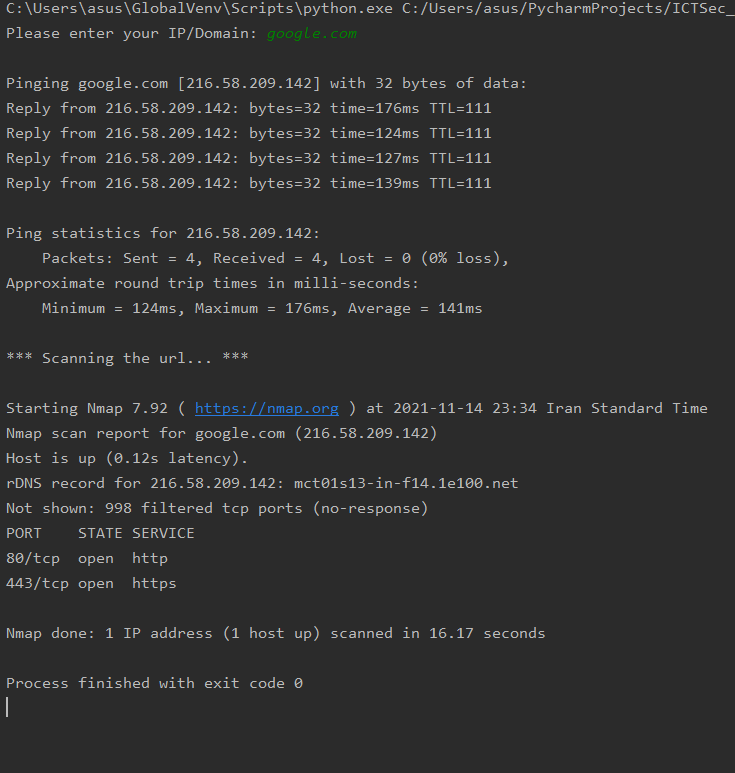 C:\Users\asus\GlobalVenv\Scripts\python.exe C:/Users/asus/PycharmProjects/ICTSec_
Please enter your IP/Domain: google.com
Pinging google.com [216.58.209.142] with 32 bytes of data:
Reply from 216.58.209.142: bytes=32 time=176ms TTL=111
Reply from 216.58.209.142: bytes=32 time=124ms TTL=111
Reply from 216.58.209.142: bytes=32 time=127ms TTL=111
Reply from 216.58.209.142: bytes=32 time=139ms TTL=111
Ping statistics for 216.58.209.142:
    Packets: Sent = 4, Received = 4, Lost = 0 (0% loss),
Approximate round trip times in milli-seconds:
    Minimum = 124ms, Maximum = 176ms, Average = 141ms
*** Scanning the url... ***
Starting Nmap 7.92 ( https://nmap.org ) at 2021-11-14 23:34 Iran Standard Time
Nmap scan report for google.com (216.58.209.142)
Host is up (0.12s latency).
rDNS record for 216.58.209.142: mct01s13-in-f14.1e100.net
Not shown: 998 filtered tcp ports (no-response)
PORT    STATE SERVICE
80/tcp  open  http
443/tcp open  https
Nmap done: 1 IP address (1 host up) scanned in 16.17 seconds
Process finished with exit code 0